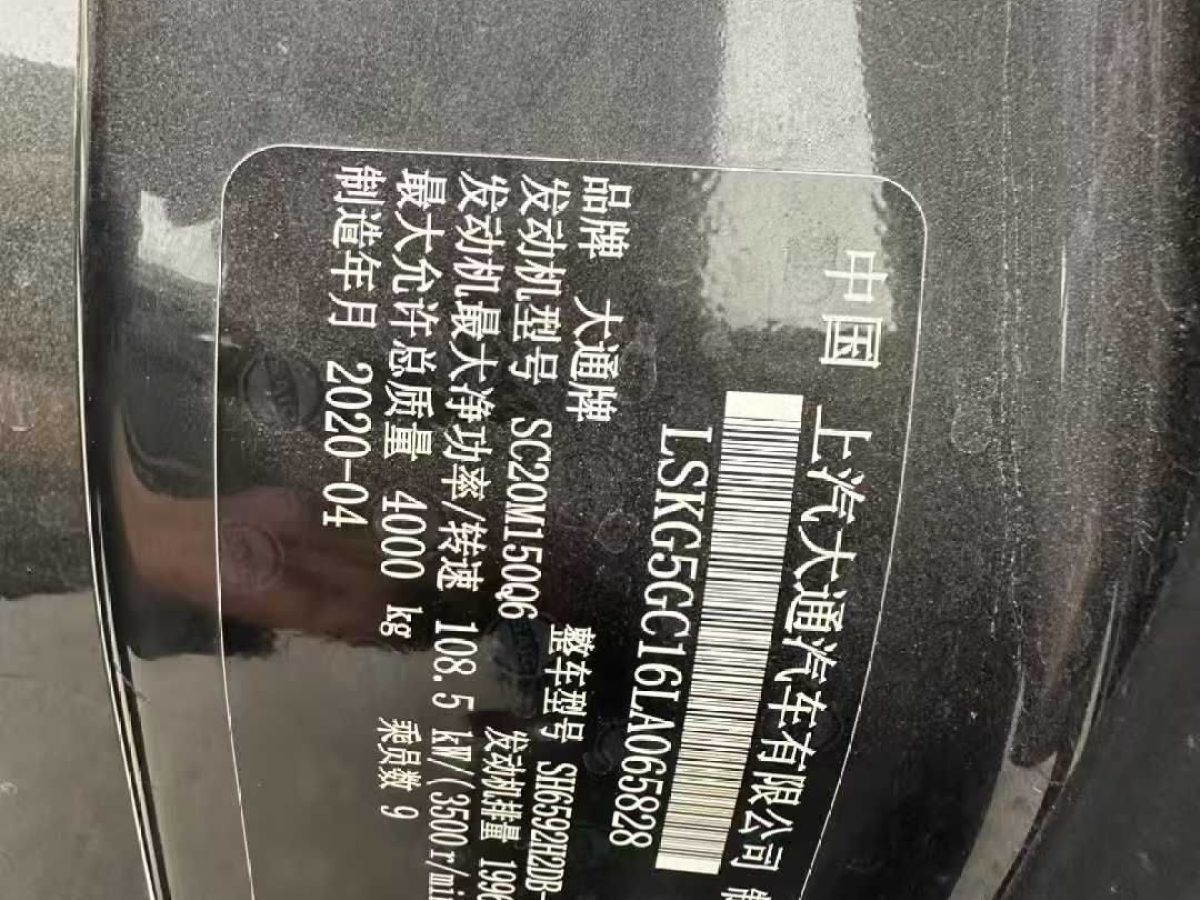 中国 上汽大通汽车有限公司 制
LSKG5GC16LA065828
品牌 大通牌 整车型号 SH6592H2DB-
发动机型号 SC20M150Q6 发动机排量 1996
发动机最大净功率/转速 108.5 kW/(3500r/min
最大允许总质量 4000 kg 乘员数 9
制造年月 2020-04